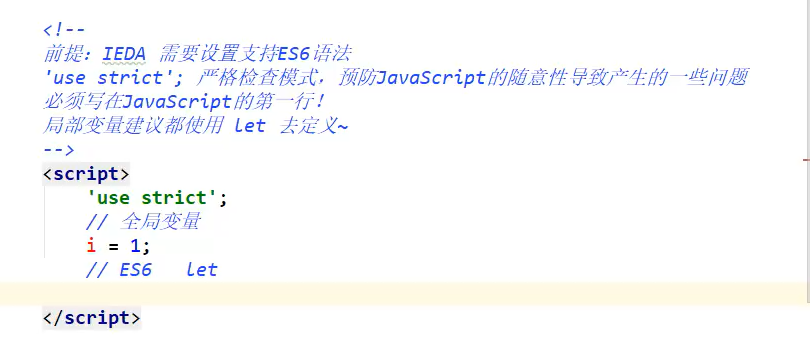 <!--
前提：IEDA 需要设置支持ES6语法
'use strict'; 严格检查模式，预防JavaScript的随意性导致产生的一些问题
必须写在JavaScript的第一行！
局部变量建议都使用 let 去定义~
-->
<script>
'use strict';
// 全局变量
i = 1;
// ES6 let
</script>